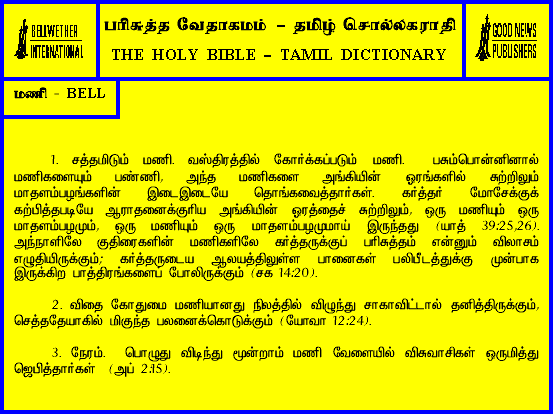 BELLWETHER
INTERNATIONAL
பரிசுத்த வேதாகமம் – தமிழ் சொல்லகராதி
THE HOLY BIBLE – TAMIL DICTIONARY
GOOD NEWS
PUBLISHERS
மணி - BELL
1. சத்தமிடும் மணி. வஸ்திரத்தில் கோர்க்கப்படும் மணி. பசும்பொன்னினால்
மணிகளையும் பண்ணி, அந்த மணிகளை அங்கியின் ஓரங்களில் சுற்றிலும்
மாதளம்பழங்களின் இடைஇடையே தொங்கவைத்தார்கள். கர்த்தர் மோசேக்குக்
கற்பித்தபடியே ஆராதனைக்குரிய அங்கியின் ஓரத்தைச் சுற்றிலும், ஒரு மணியும் ஒரு
மாதளம்பழமும், ஒரு மணியும் ஒரு மாதளம்பழமுமாய் இருந்தது (யாத் 39:25,26).
அந்நாளிலே குதிரைகளின் மணிகளிலே கர்த்தருக்குப் பரிசுத்தம் என்னும் விலாசம்
எழுதியிருக்கும்; கர்த்தருடைய ஆலயத்திலுள்ள பானைகள் பலிபீடத்துக்கு முன்பாக
இருக்கிற பாத்திரங்களைப் போலிருக்கும் (சக 14:20).
2. விதை கோதுமை மணியானது நிலத்தில் விழுந்து சாகாவிட்டால் தனித்திருக்கும்,
செத்ததேயாகில் மிகுந்த பலனைக்கொடுக்கும் (யோவா 12:24).
3. நேரம். பொழுது விடிந்து மூன்றாம் மணி வேளையில் விசுவாசிகள் ஒருமித்து
ஜெபித்தார்கள் (அப் 2:15).